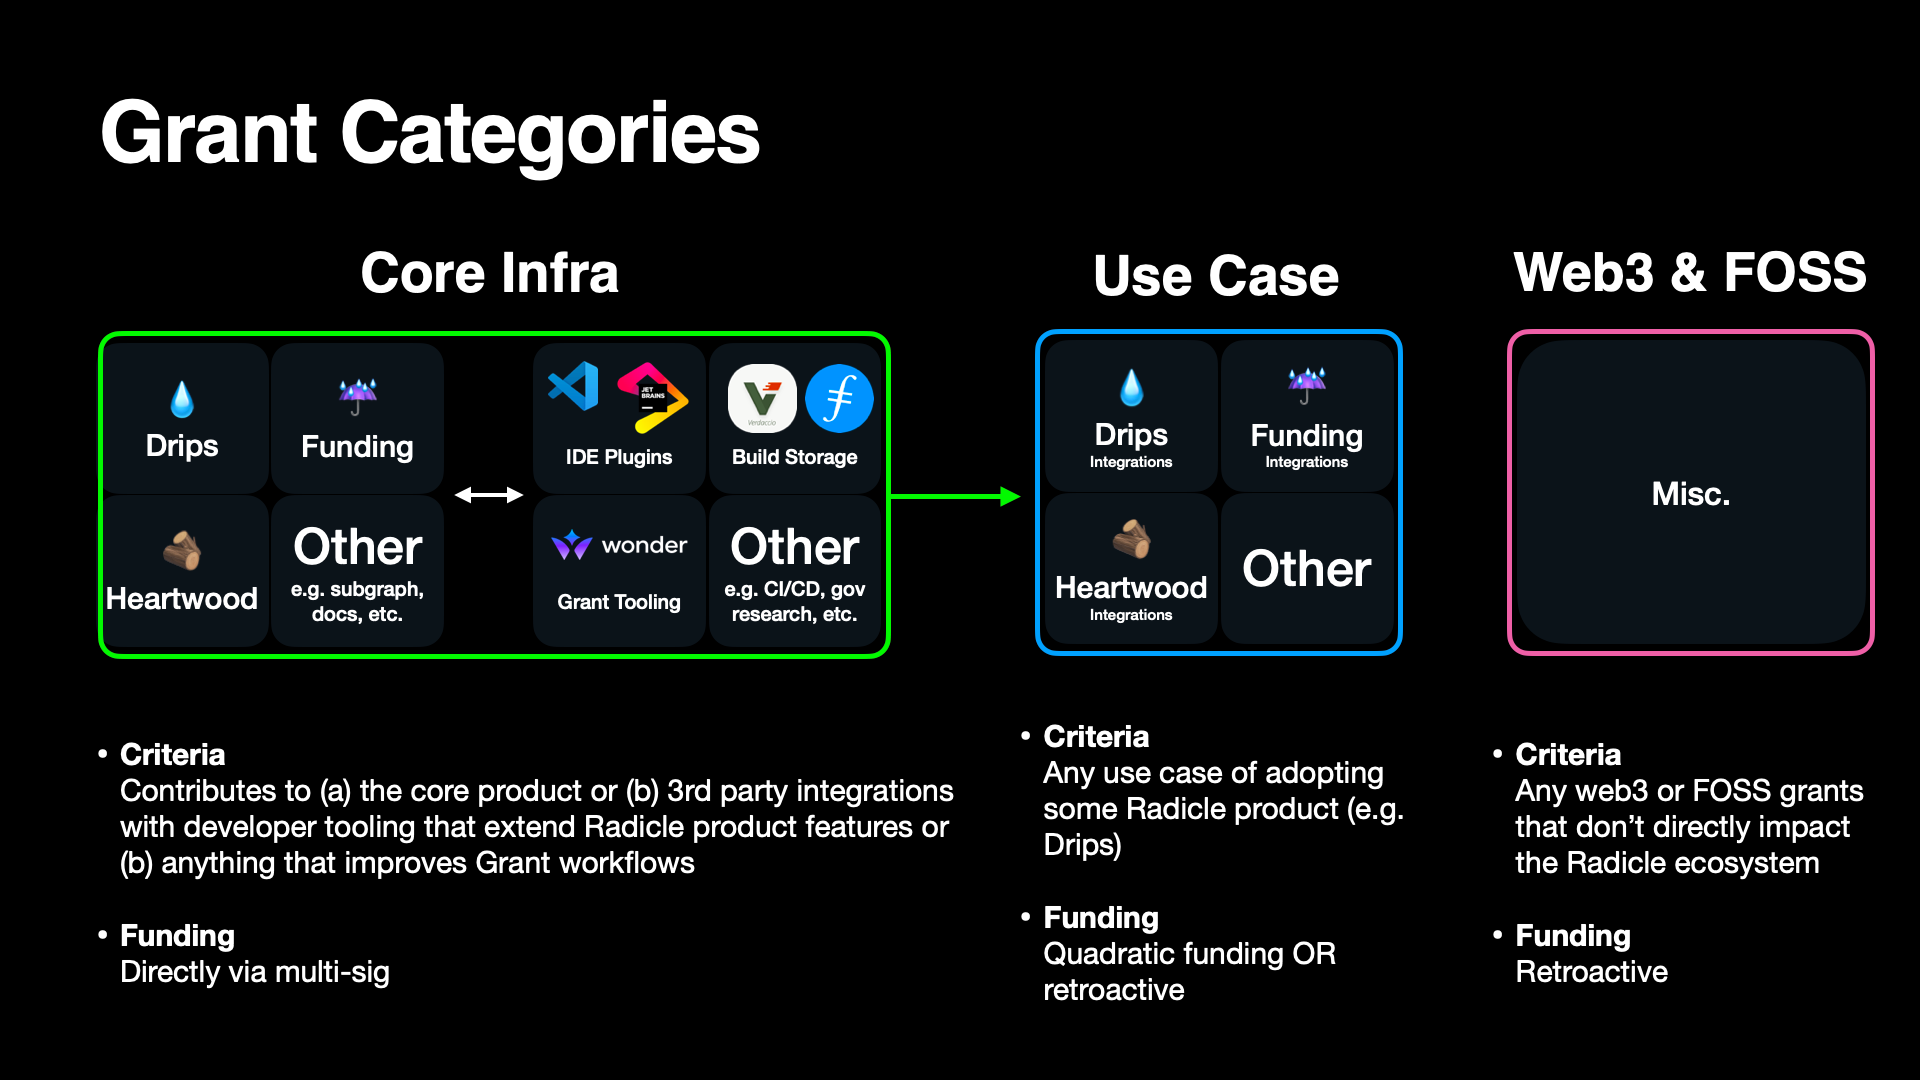 Grant Categories
Core Infra
Drips
Funding
Heartwood
Other
e.g. subgraph,
docs, etc.
JET
BRAINS
IDE Plugins
Verdaccio
Build Storage
wonder
Grant Tooling
Other
e.g. CI/CD, gov
research, etc.
• Criteria
Contributes to (a) the core product or (b) 3rd party integrations
with developer tooling that extend Radicle product features or
(b) anything that improves Grant workflows
• Funding
Directly via multi-sig
Use Case
Drips
Integrations
Funding
Integrations
Heartwood
Integrations
Other
• Criteria
Any use case of adopting
some Radicle product (e.g.
Drips)
• Funding
Quadratic funding OR
retroactive
Web3 & FOSS
Misc.
• Criteria
Any web3 or FOSS grants
that don’t directly impact
the Radicle ecosystem
• Funding
Retroactive